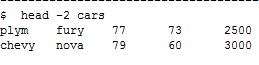 $ head -2 cars
plym fury 77 73 2500
chevy nova 79 60 3000